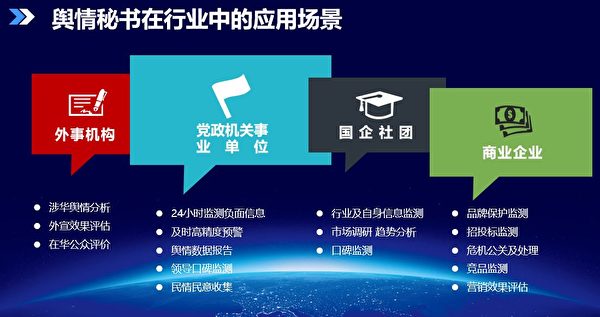 舆情秘书在行业中的应用场景
外事机构
党政机关事
业 单 位
国企社团
商业企业
涉华舆情分析
外宣效果评估
在华公众评价
24小时监测负面信息
及时高精度预警
舆情数据报告
领导口碑监测
民情民意收集
行业及自身信息监测
市场调研 趋势分析
口碑监测
品牌保护监测
招投标监测
危机公关及处理
竞品监测
营销效果评估